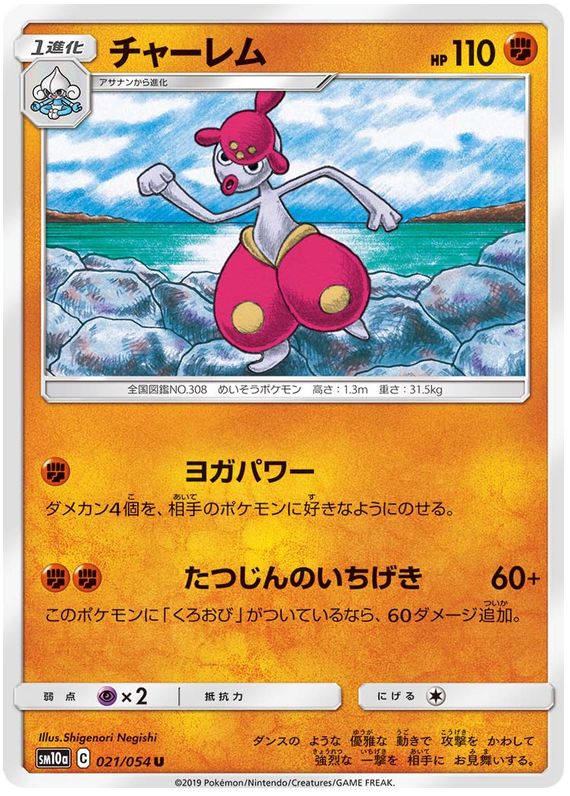 1進化 チャーレム HP 110
アサナンから進化
全国図鑑NO.308 めいそうポケモン 高さ:1.3m 重さ:31.5kg
ヨガパワー
ダメカン4個を、相手のポケモンに好きなようにのせる。
たつじんのいちげき 60+
このポケモンに「くろおび」がついているなら、60ダメージ追加。
弱点 ×2 抵抗力 にげる
Illus.Shigenori Negishi
sm10a C 021/054 U
ダンスの ような 優雅な 動きで 攻撃を かわして
強烈な 一撃を 相手に お見舞いする。
©2019 Pokémon/Nintendo/Creatures/GAME FREAK.